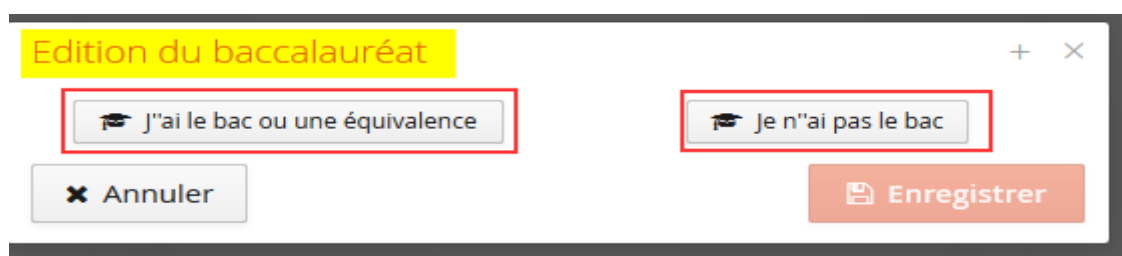 Edition du baccalauréat
J''ai le bac ou une équivalence Je n''ai pas le bac
Annuler Enregistrer